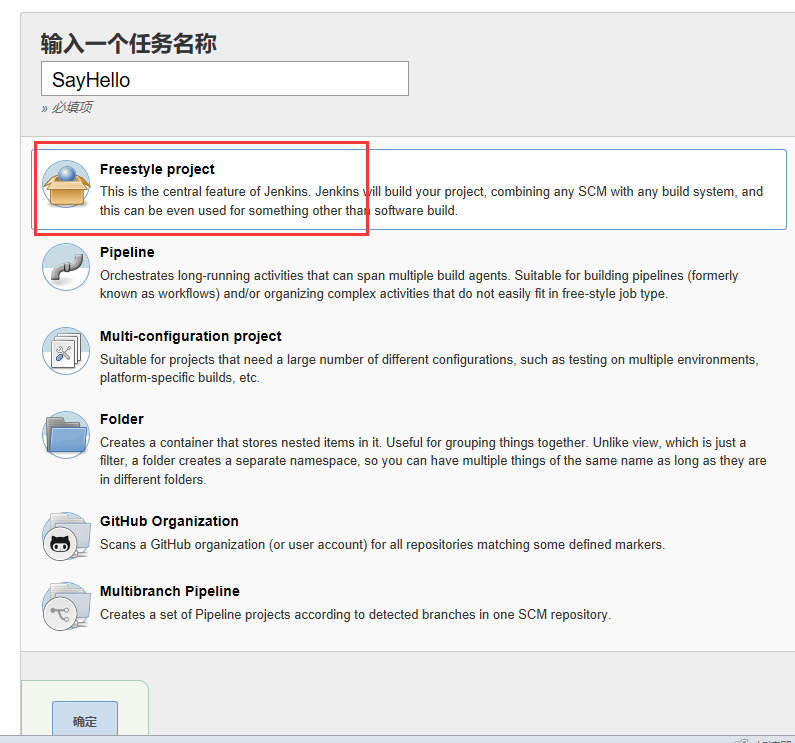 输入一个任务名称
SayHello
» 必填项
Freestyle project
This is the central feature of Jenkins. Jenkins will build your project, combining any SCM with any build system, and
this can be even used for something other than software build.
Pipeline
Orchestrates long-running activities that can span multiple build agents. Suitable for building pipelines (formerly
known as workflows) and/or organizing complex activities that do not easily fit in free-style job type.
Multi-configuration project
Suitable for projects that need a large number of different configurations, such as testing on multiple environments,
platform-specific builds, etc.
Folder
Creates a container that stores nested items in it. Useful for grouping things together. Unlike view, which is just a
filter, a folder creates a separate namespace, so you can have multiple things of the same name as long as they are
in different folders.
GitHub Organization
Scans a GitHub organization (or user account) for all repositories matching some defined markers.
Multibranch Pipeline
Creates a set of Pipeline projects according to detected branches in one SCM repository.
确定